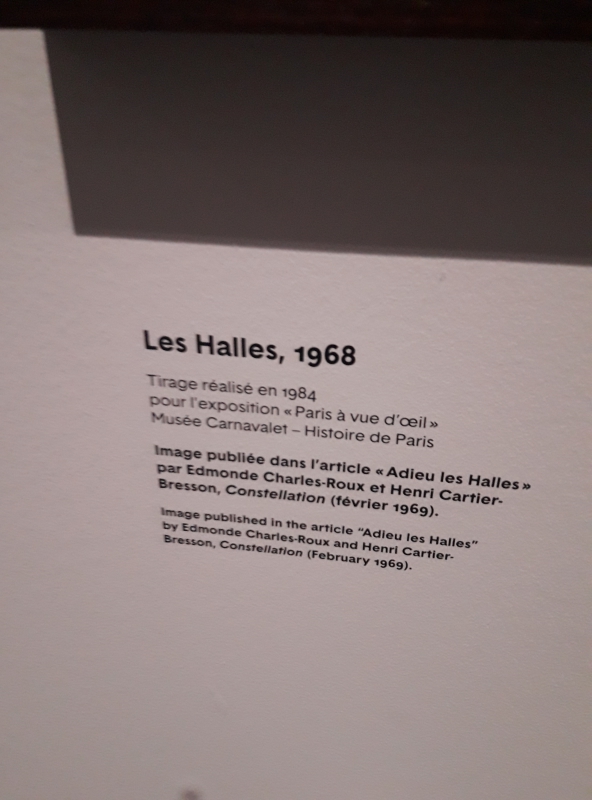 Les Halles, 1968
Tirage réalisé en 1984
pour l'exposition « Paris à vue d'œil »
Musée Carnavalet – Histoire de Paris
Image publiée dans l'article « Adieu les Halles »
par Edmonde Charles-Roux et Henri Cartier-
Bresson, Constellation (février 1969).
Image published in the article "Adieu les Halles"
by Edmonde Charles-Roux and Henri Cartier-
Bresson, Constellation (February 1969).